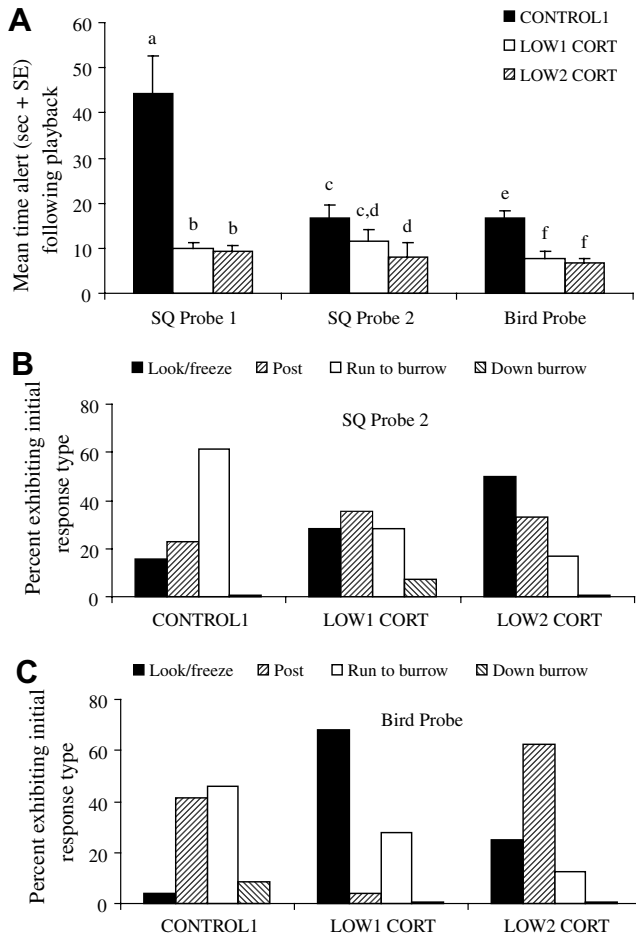 A
CONTROL1
LOW1 CORT
LOW2 CORT
Mean time alert (sec + SE)
following playback
60
50
40
30
20
10
0
a
b
b
c
c,d
d
e
f
f
SQ Probe 1
SQ Probe 2
Bird Probe
B
Look/freeze
Post
Run to burrow
Down burrow
SQ Probe 2
Percent exhibiting initial
response type
80
60
40
20
0
CONTROL1
LOW1 CORT
LOW2 CORT
C
Look/freeze
Post
Run to burrow
Down burrow
Bird Probe
Percent exhibiting initial
response type
80
60
40
20
0
CONTROL1
LOW1 CORT
LOW2 CORT